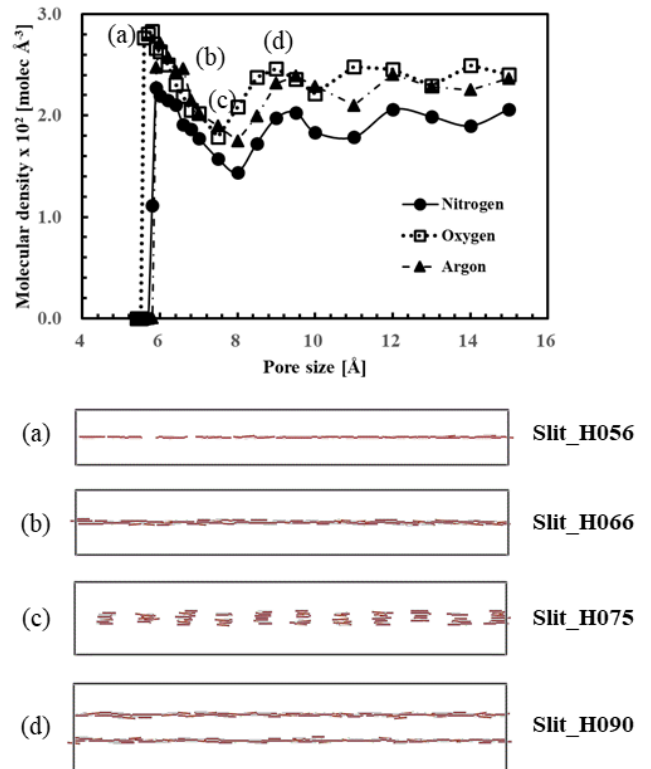 Molecular density x 10² [molec Å⁻³]
3.0
2.0
1.0
0.0
(a)
(b)
(c)
(d)
Nitrogen
Oxygen
Argon
4 6 8 10 12 14 16
Pore size [Å]
(a) Slit_H056
(b) Slit_H066
(c) Slit_H075
(d) Slit_H090